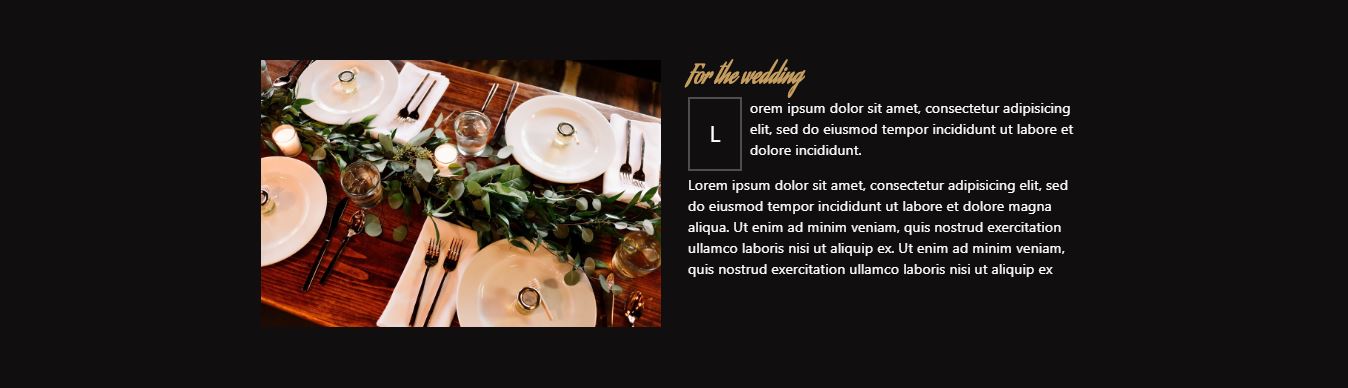 For the wedding
Lorem ipsum dolor sit amet, consectetur adipisicing
elit, sed do eiusmod tempor incididunt ut labore et
dolore incididunt.
Lorem ipsum dolor sit amet, consectetur adipisicing elit, sed
do eiusmod tempor incididunt ut labore et dolore magna
aliqua. Ut enim ad minim veniam, quis nostrud exercitation
ullamco laboris nisi ut aliquip ex. Ut enim ad minim veniam,
quis nostrud exercitation ullamco laboris nisi ut aliquip ex